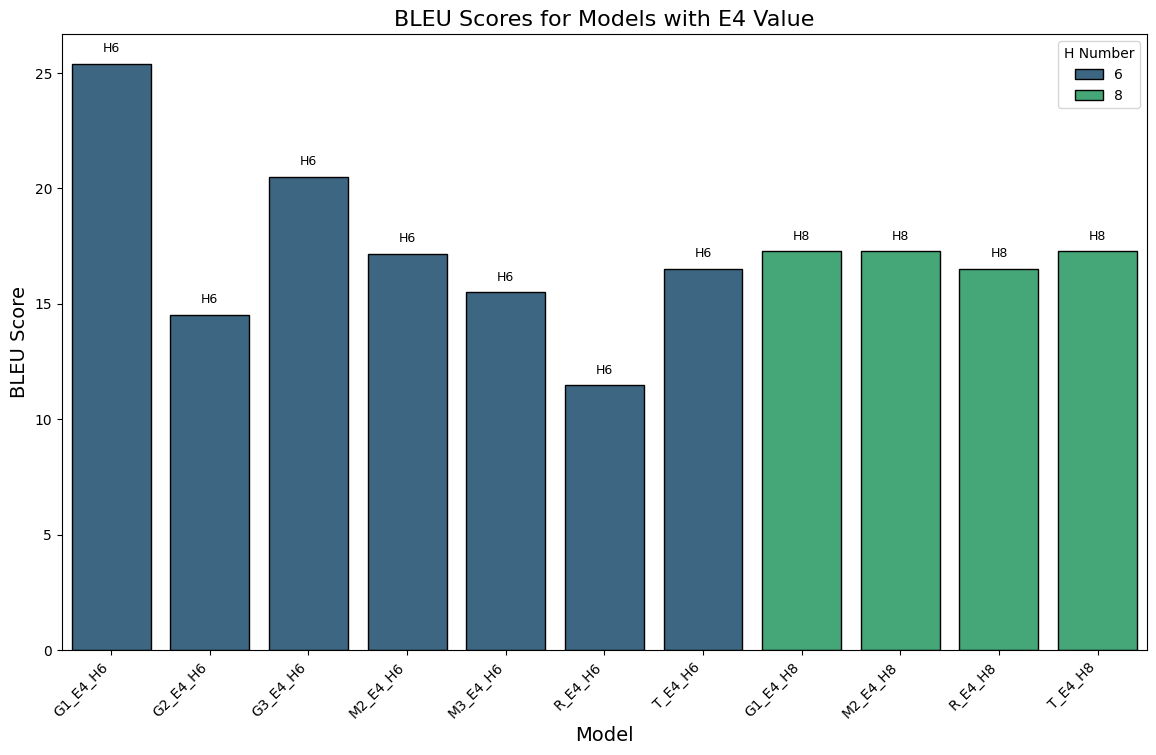 BLEU Scores for Models with E4 Value
BLEU Score
25
20
15
10
5
0
H6
H6
H6
H6
H6
H6
H6
H8
H8
H8
H8
H Number
6
8
G1_E4_H6
G2_E4_H6
G3_E4_H6
M2_E4_H6
M3_E4_H6
R_E4_H6
T_E4_H6
G1_E4_H8
M2_E4_H8
R_E4_H8
T_E4_H8
Model